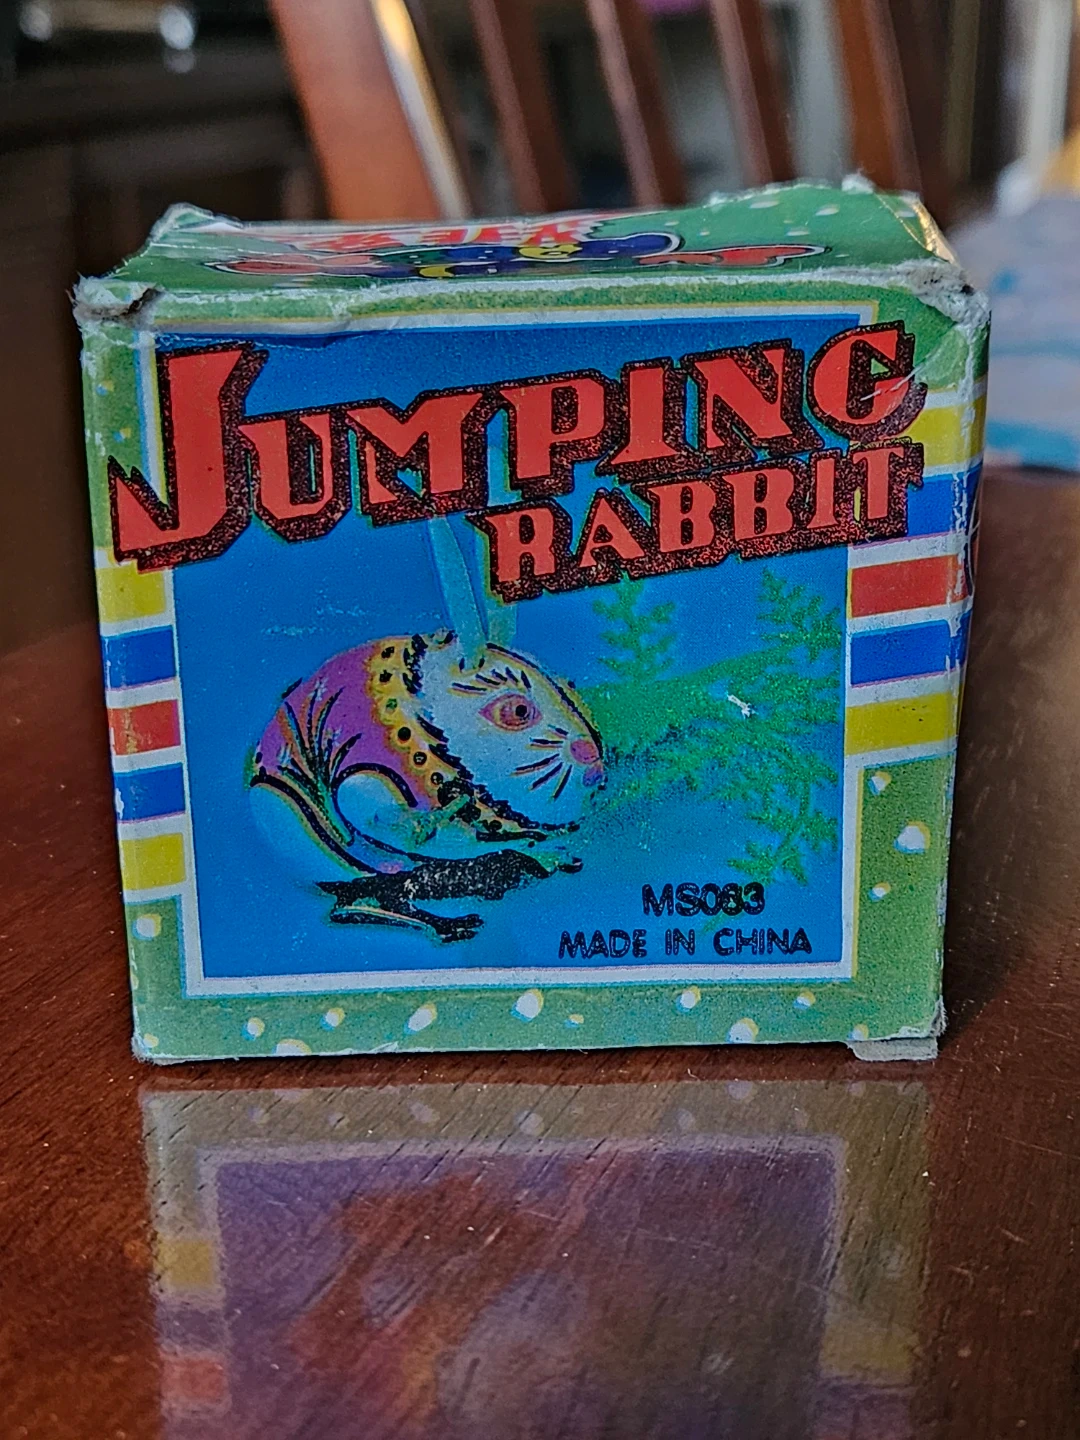 JUMPING
RABBIT
MS083
MADE IN CHINA